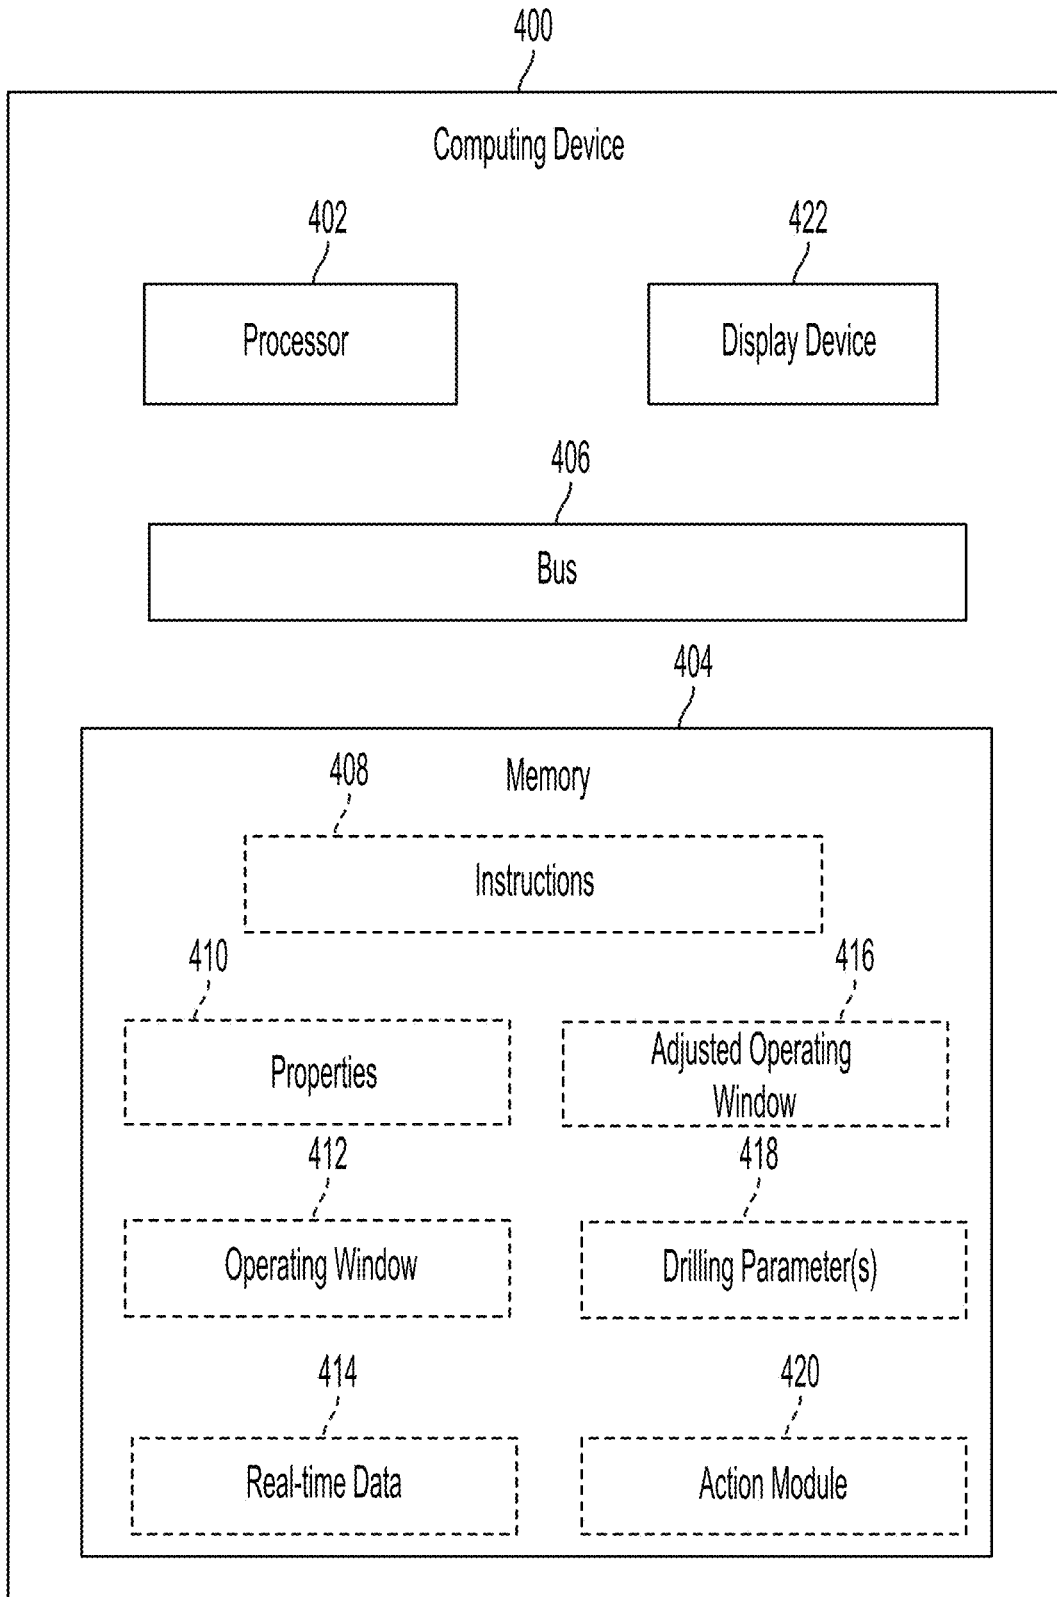 400
Computing Device
402
422
Processor
Display Device
406
Bus
404
Memory
408
Instructions
410
416
Properties
Adjusted Operating
Window
412
418
Operating Window
Drilling Parameter(s)
414
420
Real-time Data
Action Module